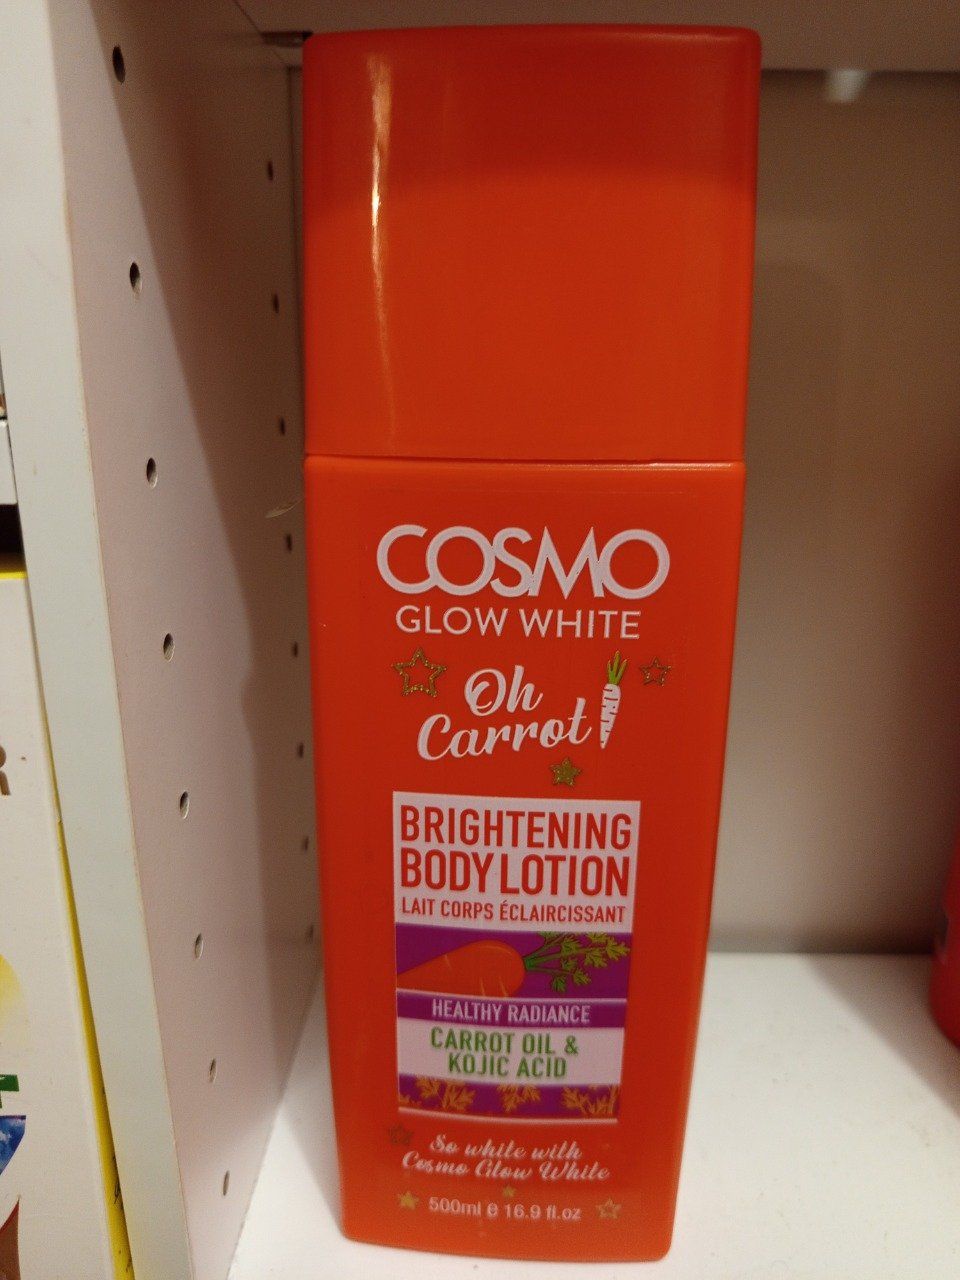 COSMO
GLOW WHITE
Oh
Carrot
BRIGHTENING
BODY LOTION
LAIT CORPS ÉCLAIRCISSANT
HEALTHY RADIANCE
CARROT OIL &
KOJIC ACID
So white with
Cosmo Glow White
500ml e 16.9 fl.oz